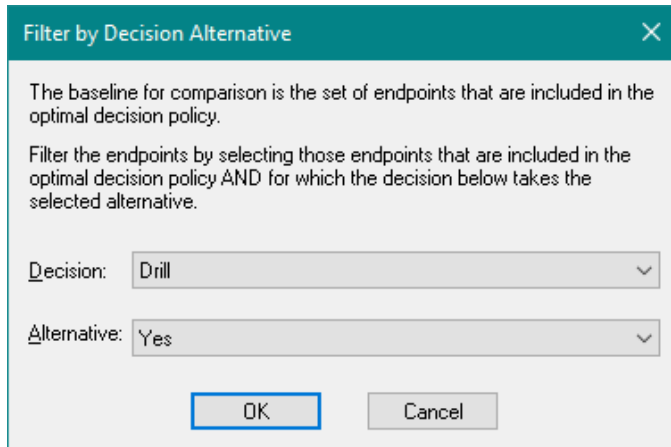 Filter by Decision Alternative
The baseline for comparison is the set of endpoints that are included in the
optimal decision policy.
Filter the endpoints by selecting those endpoints that are included in the
optimal decision policy AND for which the decision below takes the
selected alternative.
Decision: Drill
Alternative: Yes
OK Cancel